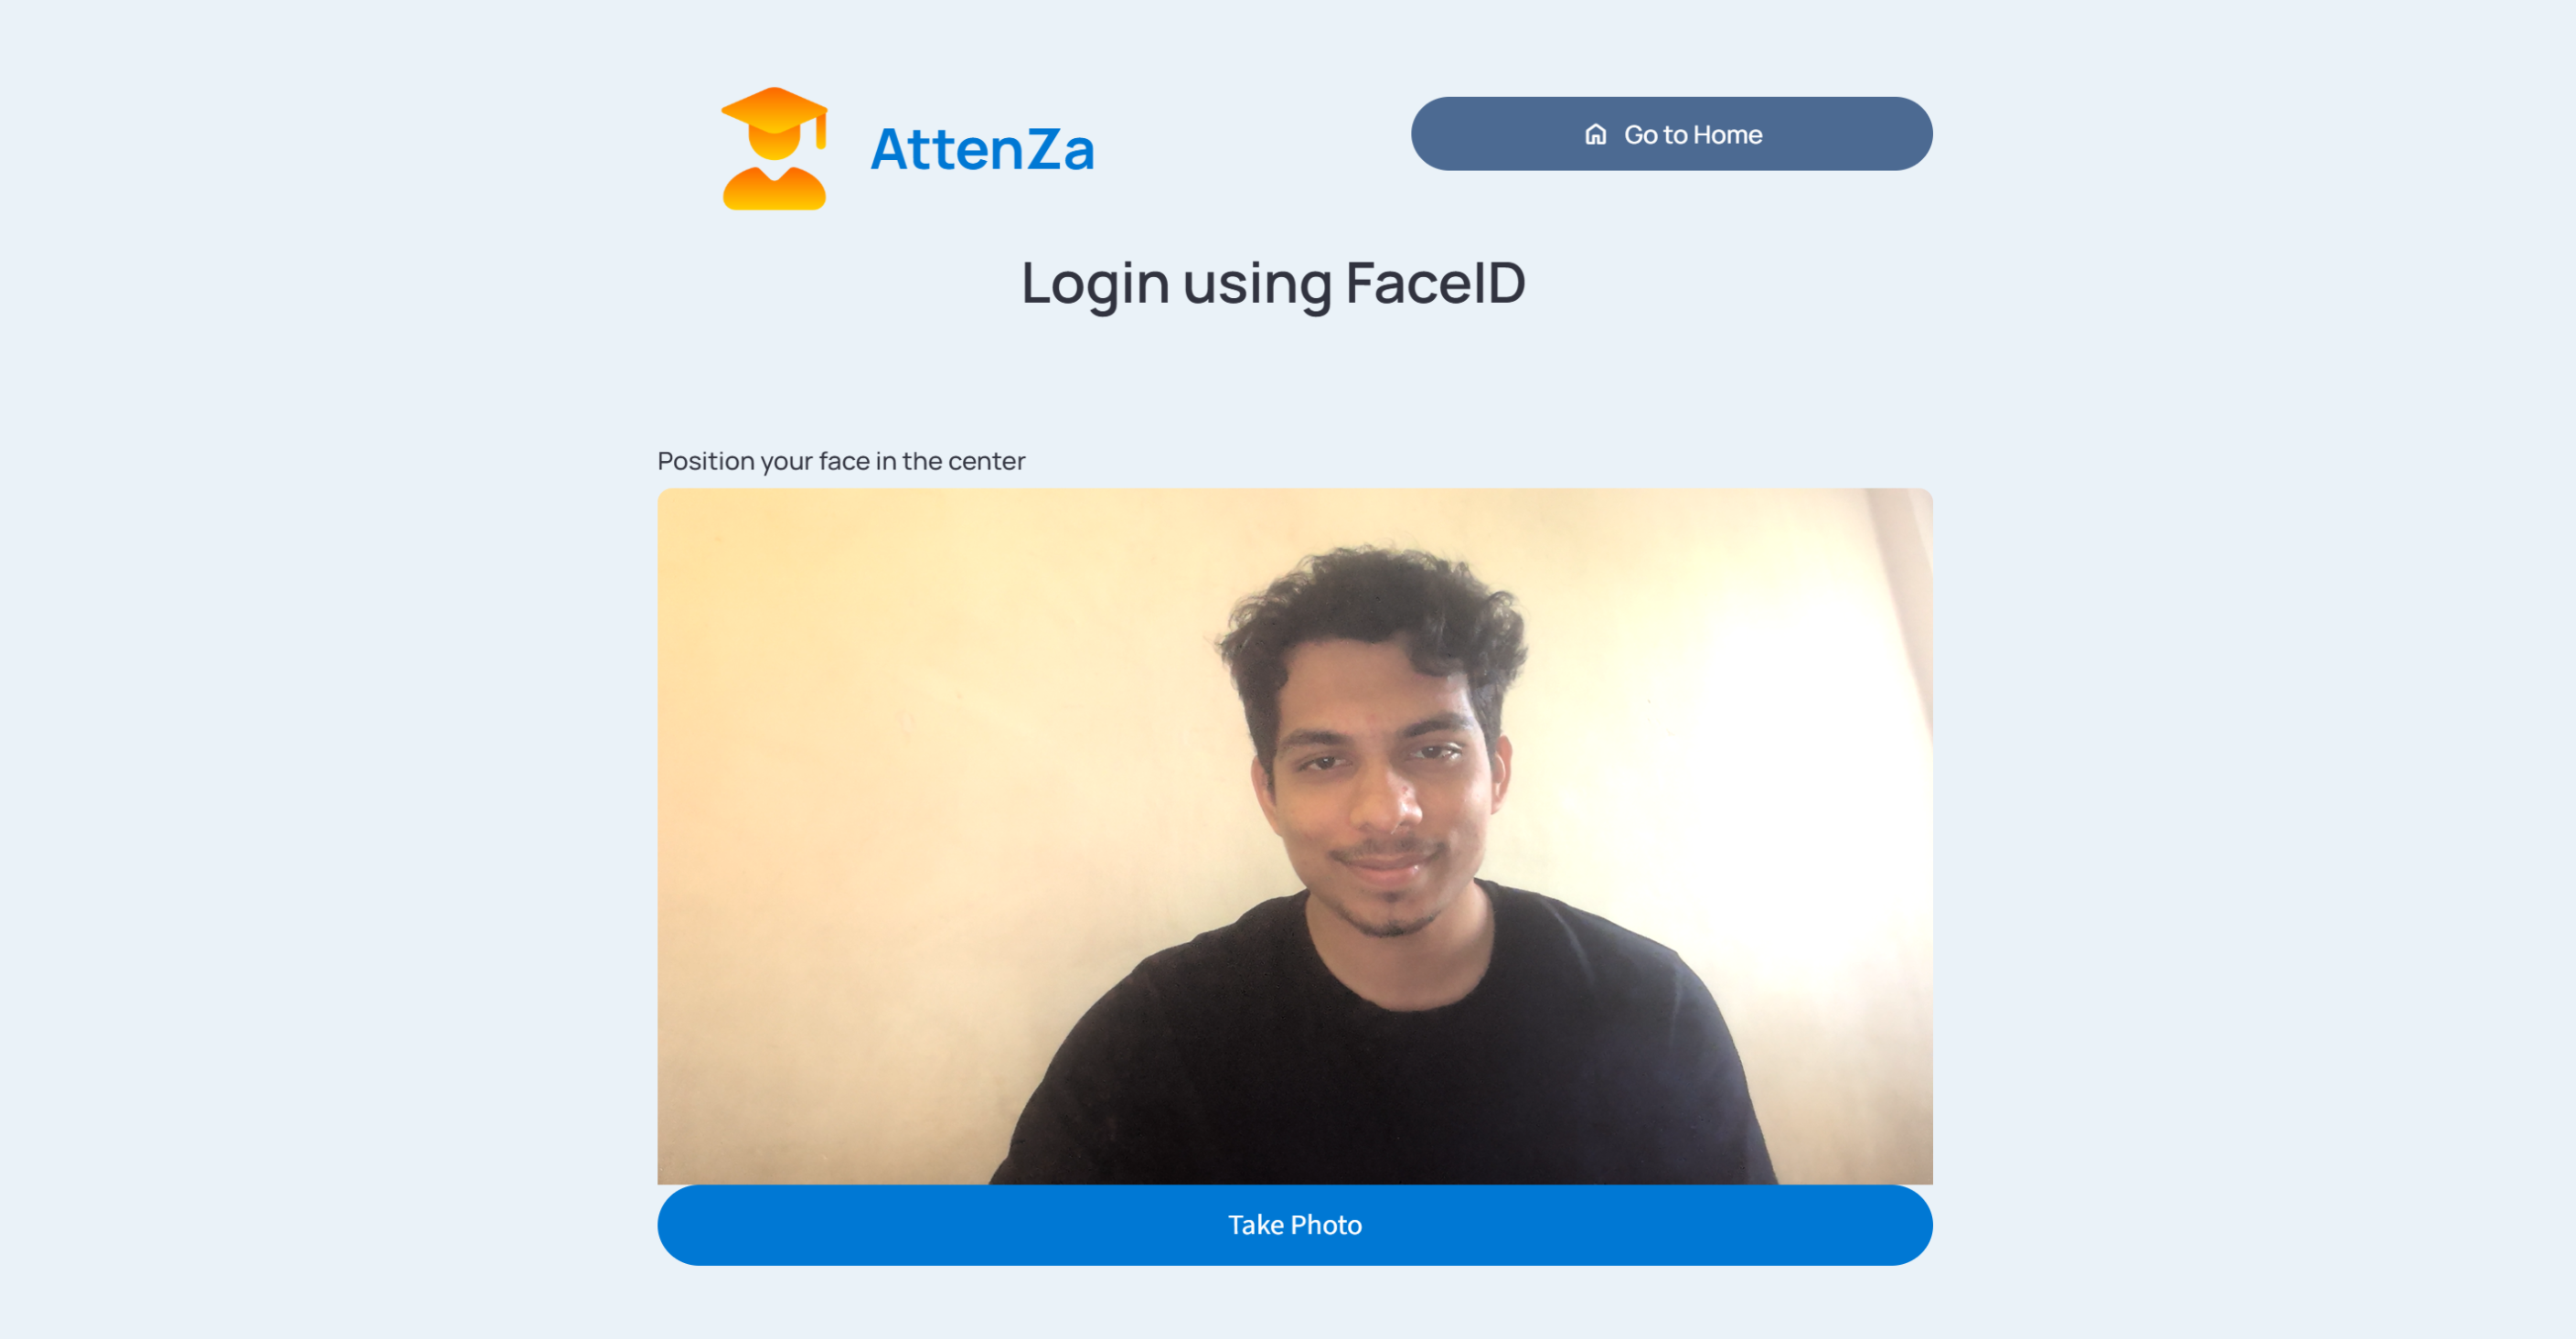 AttenZa
Go to Home
Login using FaceID
Position your face in the center
Take Photo